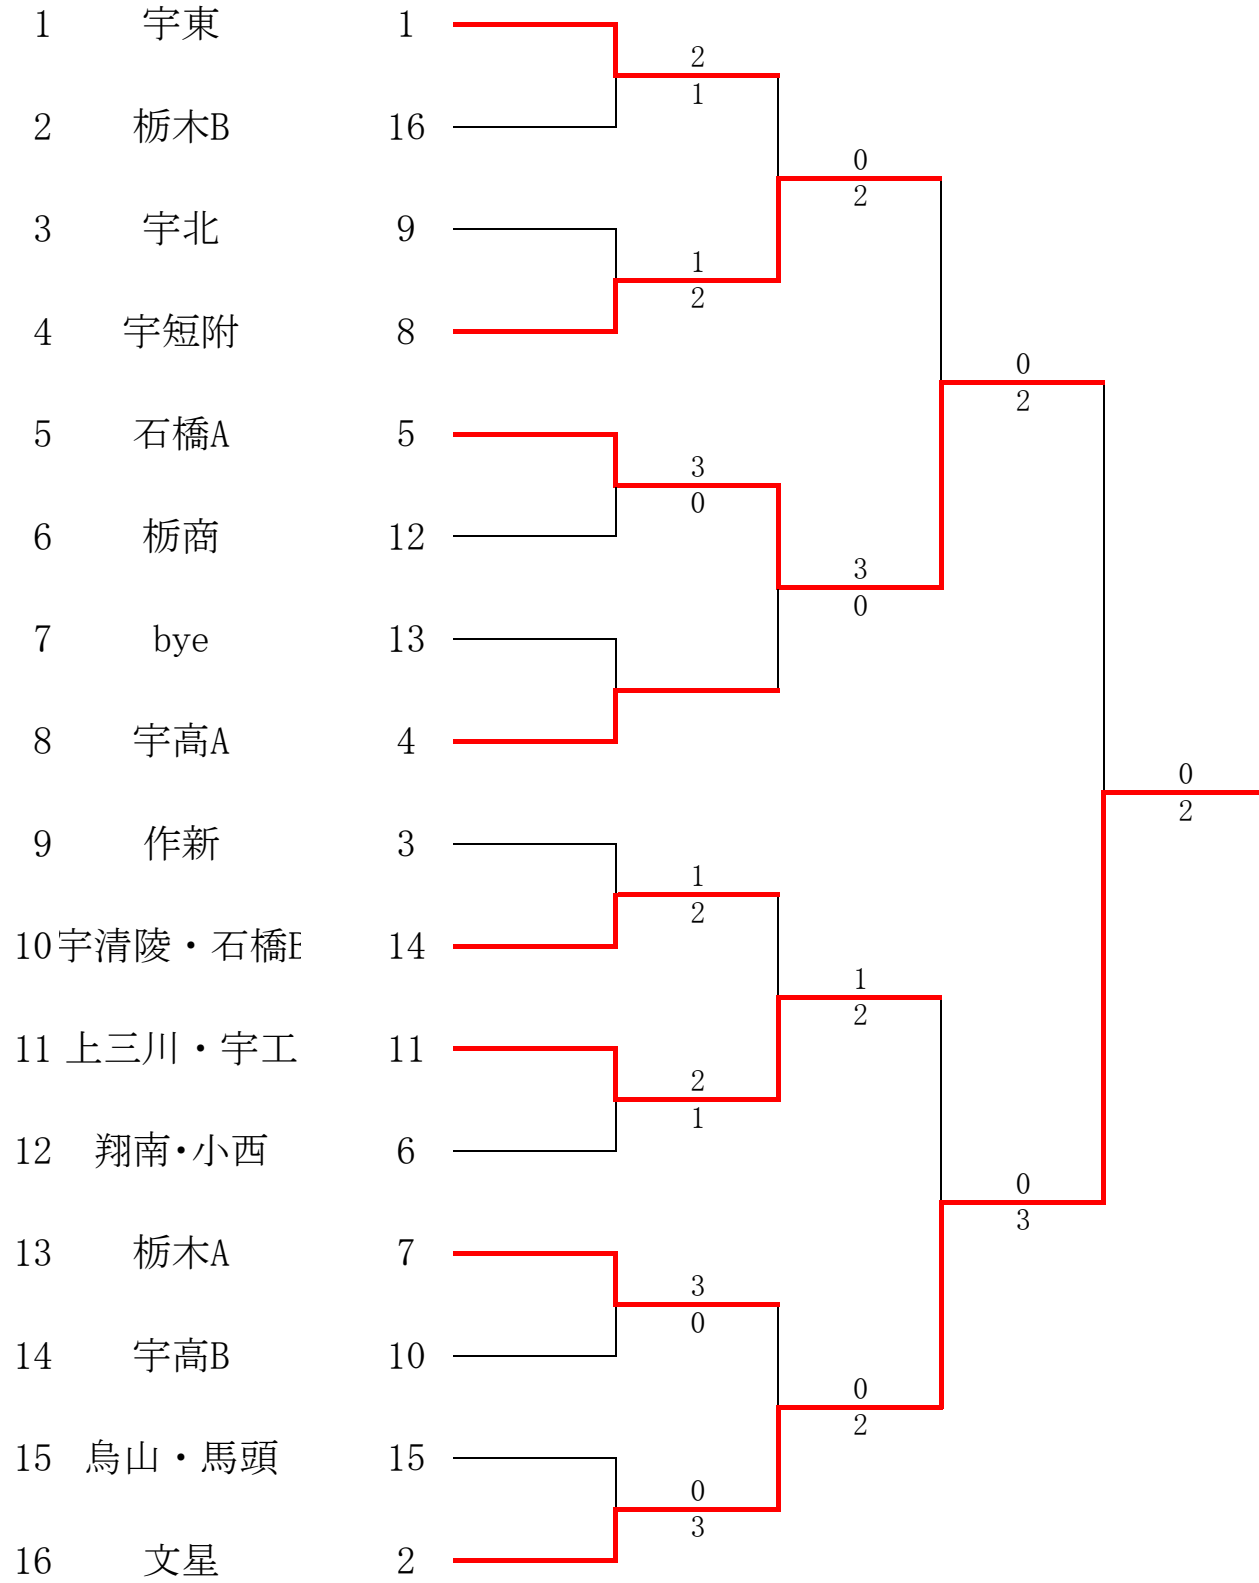 1 宇東 1
2
1
2 栃木B 16
0
2
3 宇北 9
1
2
4 宇短附 8
0
2
5 石橋A 5
3
0
6 栃商 12
3
0
7 bye 13
8 宇高A 4
0
2
9 作新 3
1
2
10 宇清陵・石橋B 14
1
2
11 上三川・宇工 11
2
1
12 翔南・小西 6
0
3
13 栃木A 7
3
0
14 宇高B 10
0
2
15 烏山・馬頭 15
0
3
16 文星 2